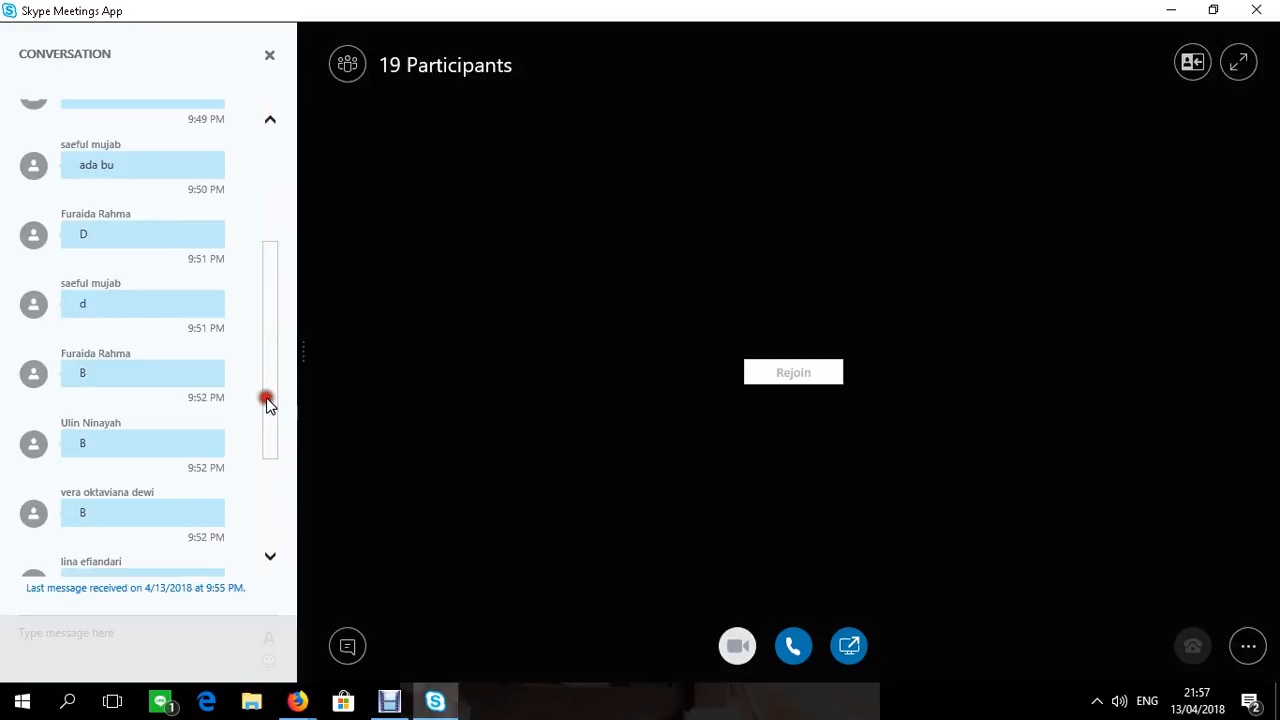 Skype Meetings App
CONVERSATION
9:49 PM
saeful mujab
ada bu
9:50 PM
Furaida Rahma
D
9:51 PM
saeful mujab
d
9:51 PM
Furaida Rahma
B
9:52 PM
Ulin Ninayah
B
9:52 PM
vera oktaviana dewi
B
9:52 PM
lina efiandari
Last message received on 4/13/2018 at 9:55 PM.
Type message here
A
19 Participants
Rejoin
1
ENG
21:57
13/04/2018
2